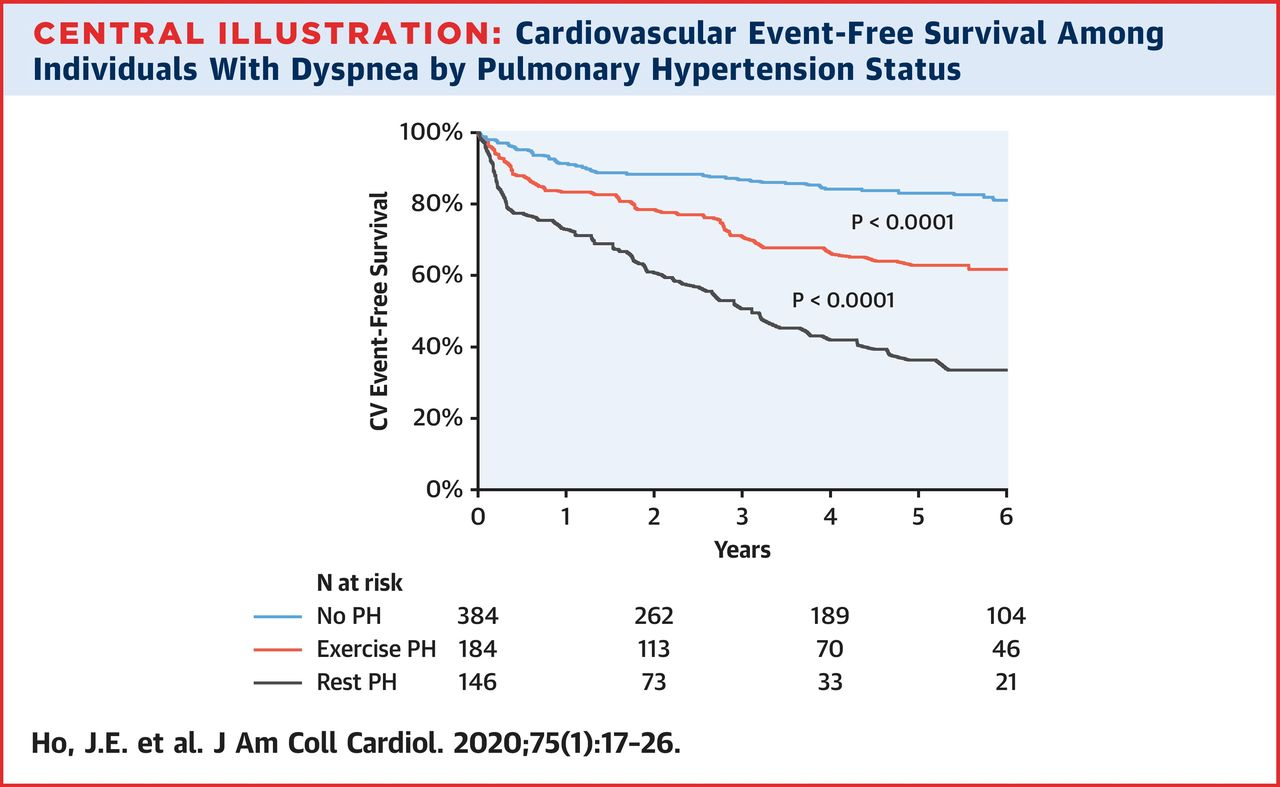 CENTRAL ILLUSTRATION: Cardiovascular Event-Free Survival Among
Individuals With Dyspnea by Pulmonary Hypertension Status
CV Event-Free Survival
100%
80%
60%
40%
20%
0%
P < 0.0001
P < 0.0001
0 1 2 3 4 5 6
Years
N at risk
No PH 384 262 189 104
Exercise PH 184 113 70 46
Rest PH 146 73 33 21
Ho, J.E. et al. J Am Coll Cardiol. 2020;75(1):17–26.